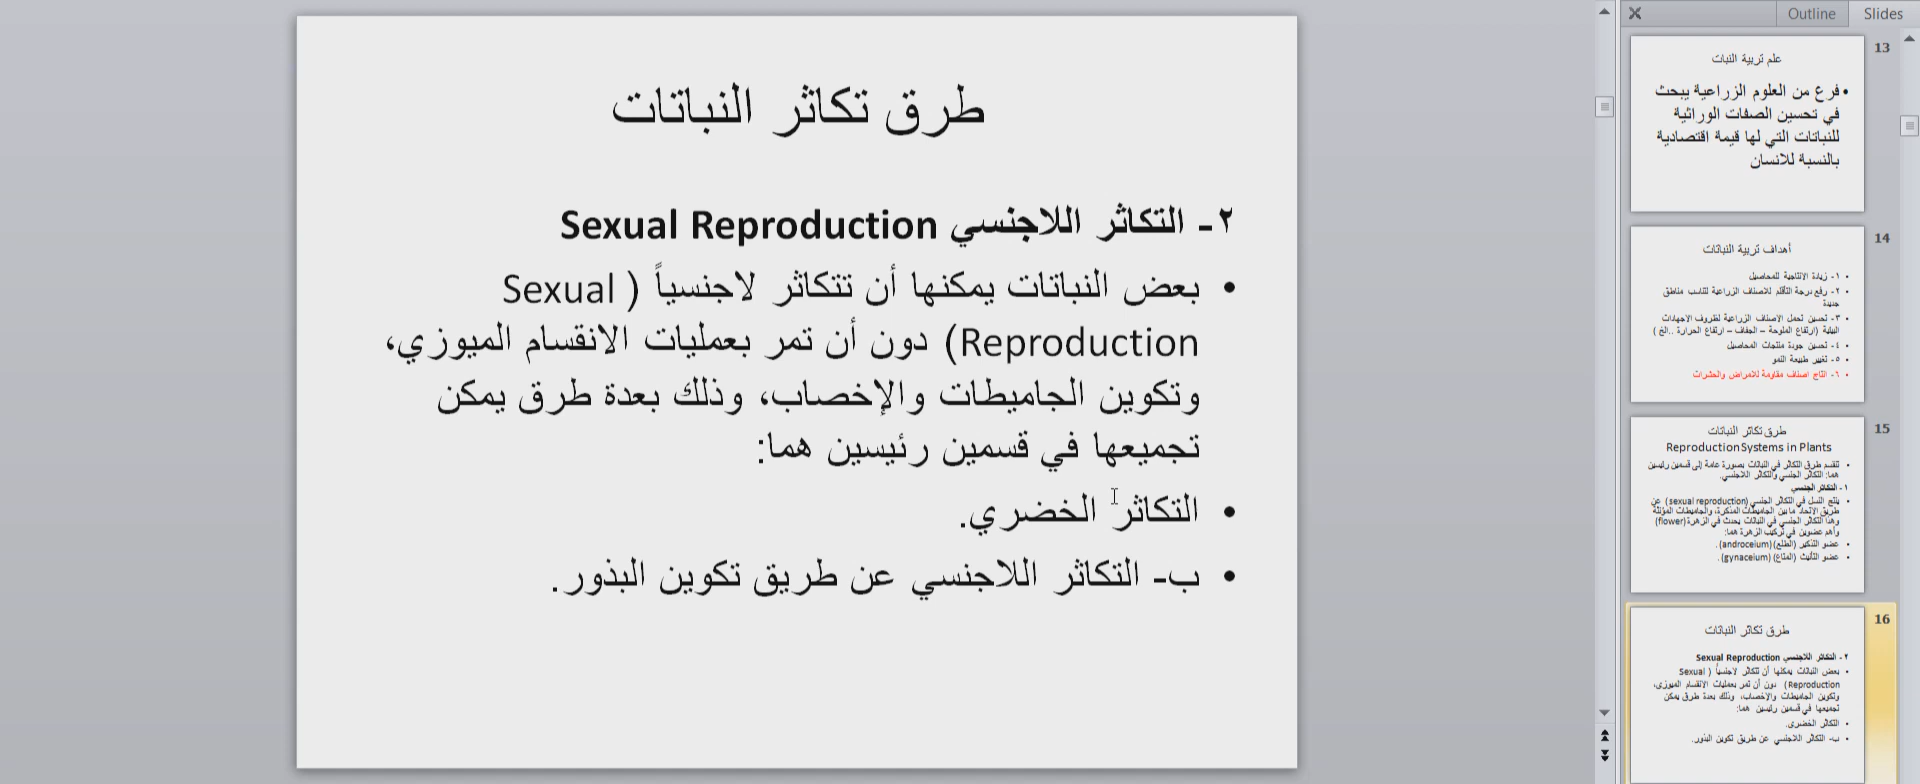 طرق تكاثر النباتات
٢- التكاثر اللاجنسي Sexual Reproduction
• بعض النباتات يمكنها أن تتكاثر لاجنسياً ( Sexual
Reproduction) دون أن تمر بعمليات الانقسام الميوزي،
وتكوين الجاميطات والإخصاب، وذلك بعدة طرق يمكن
تجميعها في قسمين رئيسين هما:
• التكاثر الخضري.
• ب- التكاثر اللاجنسي عن طريق تكوين البذور.
Outline
Slides
13
علم تربية النبات
• فرع من العلوم الزراعية يبحث
في تحسين الصفات الوراثية
للنباتات التي لها قيمة اقتصادية
بالنسبة للانسان
14
أهداف تربية النباتات
• ١- زيادة الانتاجية للمحاصيل
• ٢- رفع درجة التأقلم للاصناف الزراعية لتناسب مناطق
جديدة
• ٣- تحسين تحمل الاصناف الزراعية لظروف الاجهادات
البيئية (ارتفاع الملوحة – الجفاف – ارتفاع الحرارة ..الخ )
• ٤- تحسين جودة منتجات المحاصيل
• ٥- تغيير طبيعة النمو
• ٦- انتاج اصناف مقاومة للامراض والحشرات
15
طرق تكاثر النباتات
Reproduction Systems in Plants
• تنقسم طرق التكاثر في النباتات بصورة عامة إلى قسمين رئيسين
هما: التكاثر الجنسي والتكاثر اللاجنسي.
١- التكاثر الجنسي
• ينتج النسل في التكاثر الجنسي (sexual reproduction) عن
طريق الاتحاد ما بين الجاميطات المذكرة، والجاميطات المؤنثة
وهذا التكاثر الجنسي في النباتات يحدث في الزهرة (flower)
وأهم عضوين في تركيب الزهرة هما:
• عضو التذكير (الطلع) (androceium).
• عضو التأنيث (المتاع) (gynaceium).
16
طرق تكاثر النباتات
٢- التكاثر اللاجنسي Sexual Reproduction
• بعض النباتات يمكنها أن تتكاثر لاجنسياً ( Sexual
Reproduction) دون أن تمر بعمليات الانقسام الميوزي،
وتكوين الجاميطات والإخصاب، وذلك بعدة طرق يمكن
تجميعها في قسمين رئيسين هما:
• التكاثر الخضري.
• ب- التكاثر اللاجنسي عن طريق تكوين البذور.